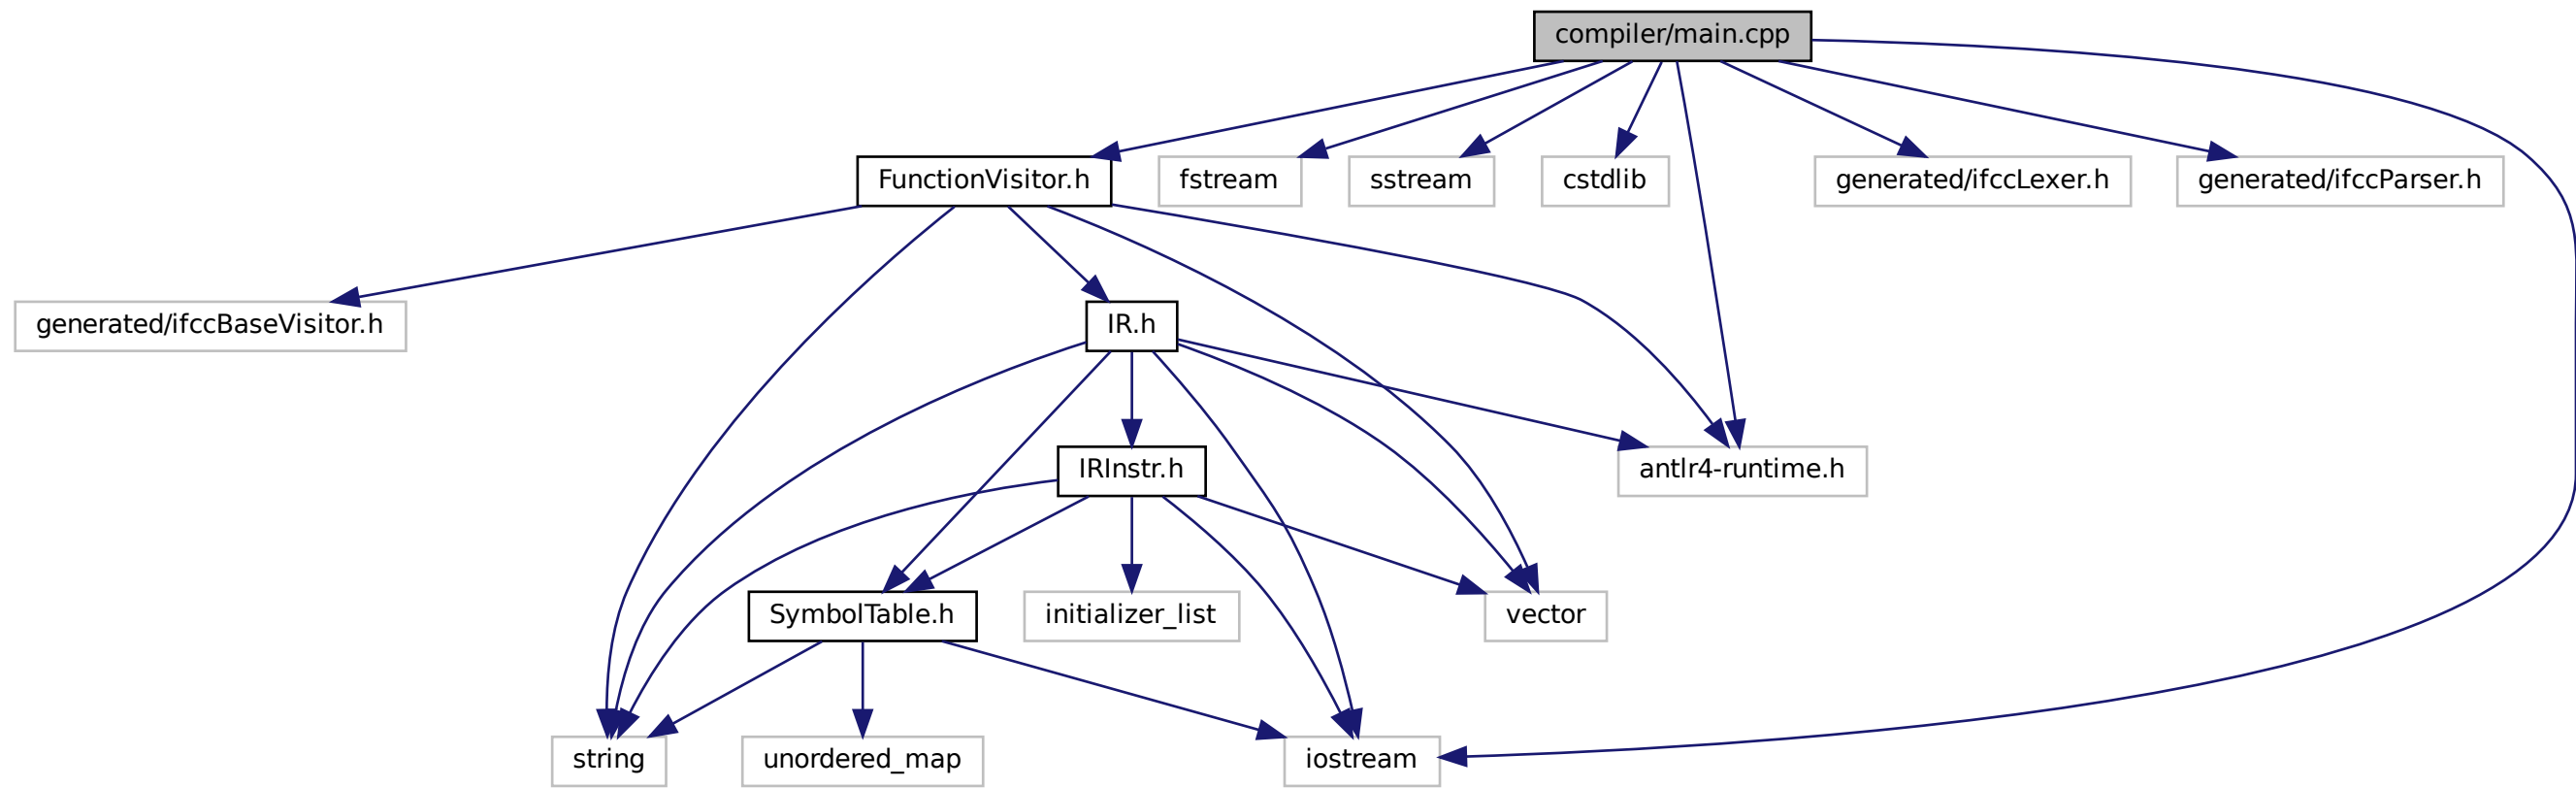 compiler/main.cpp
FunctionVisitor.h
fstream
sstream
cstdlib
generated/ifccLexer.h
generated/ifccParser.h
generated/ifccBaseVisitor.h
IR.h
IRInstr.h
antlr4-runtime.h
SymbolTable.h
initializer_list
vector
string
unordered_map
iostream